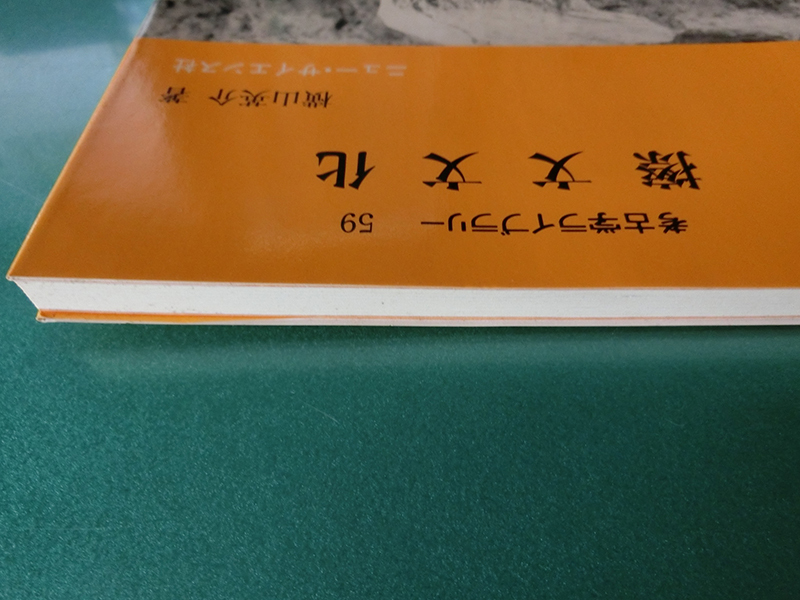 考古学ライブラリー 59
擦文文化
横山英介 著
ニュー・サイエンス社